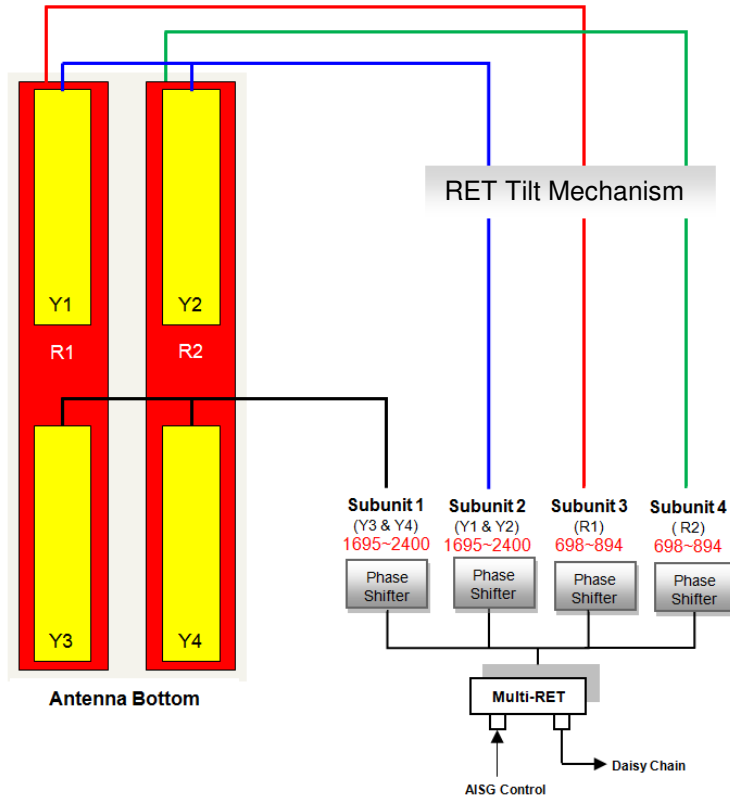 RET Tilt Mechanism
Y1
Y2
R1
R2
Y3
Y4
Antenna Bottom
Subunit 1
(Y3 & Y4)
1695~2400
Phase
Shifter
Subunit 2
(Y1 & Y2)
1695~2400
Phase
Shifter
Subunit 3
(R1)
698~894
Phase
Shifter
Subunit 4
( R2)
698~894
Phase
Shifter
Multi-RET
Daisy Chain
AISG Control